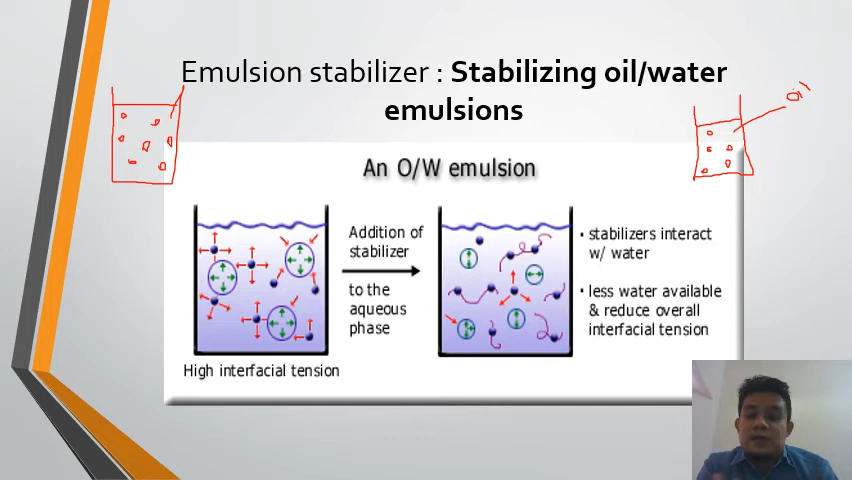 Emulsion stabilizer : Stabilizing oil/water
emulsions
Oil
An O/W emulsion
Addition of
stabilizer
to the
aqueous
phase
• stabilizers interact
w/ water
• less water available
& reduce overall
interfacial tension
High interfacial tension